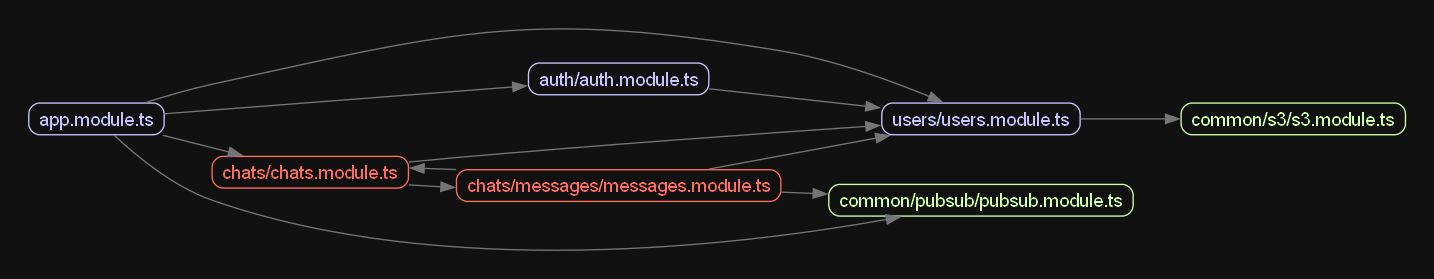 app.module.ts
auth/auth.module.ts
users/users.module.ts
common/s3/s3.module.ts
chats/chats.module.ts
chats/messages/messages.module.ts
common/pubsub/pubsub.module.ts